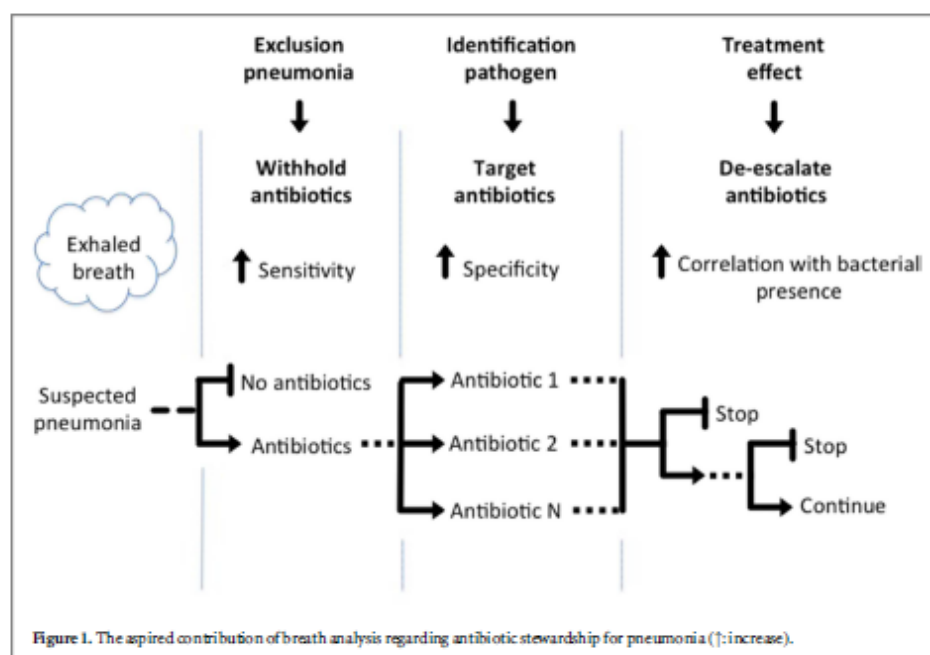 Exclusion
pneumonia
Identification
pathogen
Treatment
effect
Withhold
antibiotics
Target
antibiotics
De-escalate
antibiotics
Exhaled
breath
Sensitivity
Specificity
Correlation with bacterial
presence
Suspected
pneumonia
No antibiotics
Antibiotics
Antibiotic 1
Antibiotic 2
Antibiotic N
Stop
Stop
Continue
Figure 1. The aspired contribution of breath analysis regarding antibiotic stewardship for pneumonia (↑: increase).